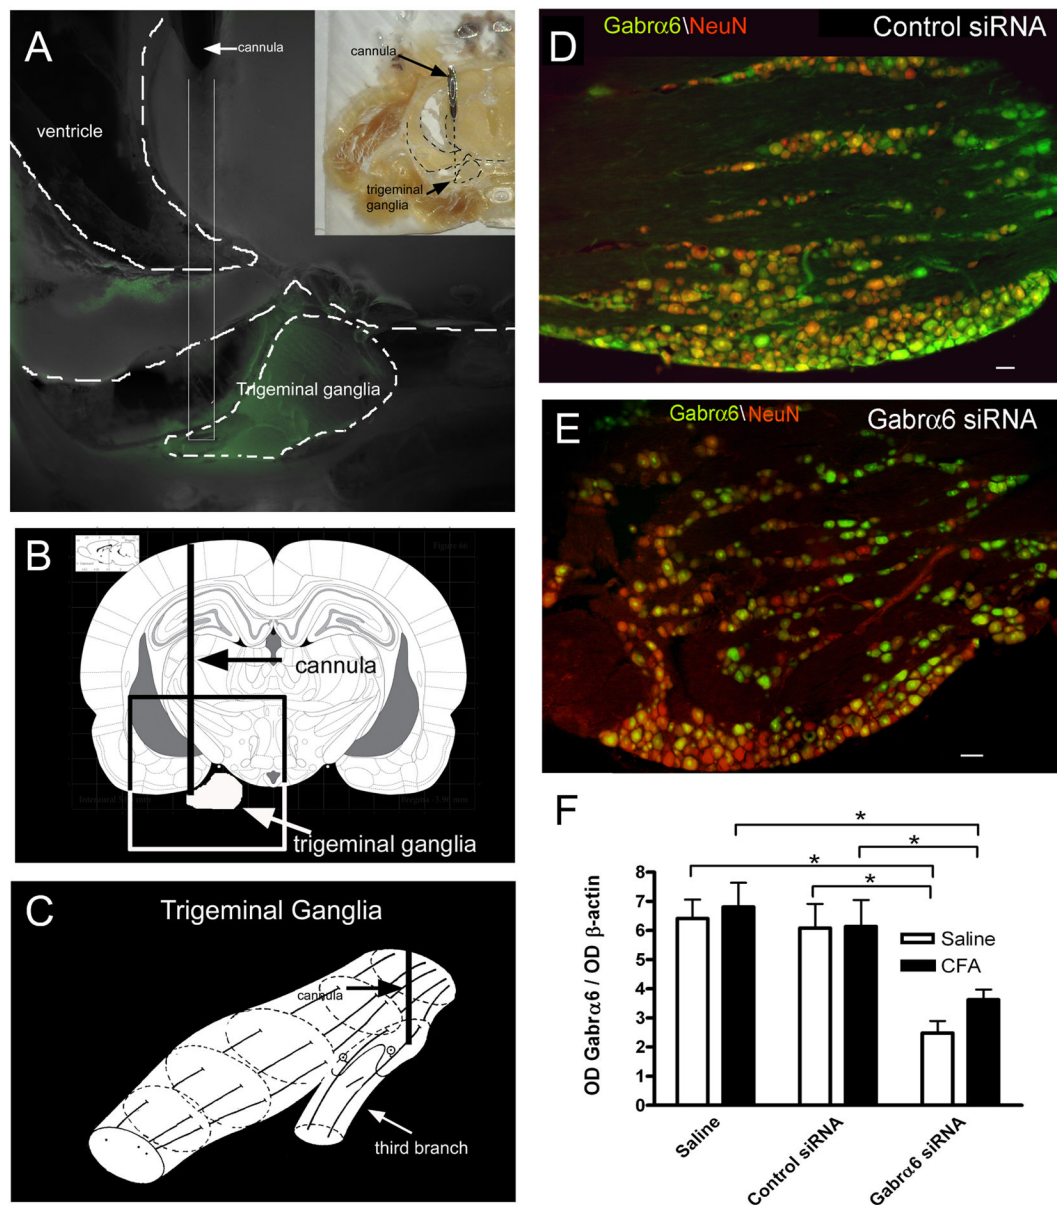 A
cannula
ventricle
Trigeminal ganglia
cannula
trigeminal
ganglia
B
cannula
trigeminal ganglia
C
Trigeminal Ganglia
cannula
third branch
Gabrα6\NeuN
Control siRNA
D
Gabrα6\NeuN
Gabrα6 siRNA
E
F
*
*
*
*
OD Gabrα6 / OD β-actin
8
7
6
5
4
3
2
1
0
Saline
CFA
Saline
Control siRNA
Gabrα6 siRNA